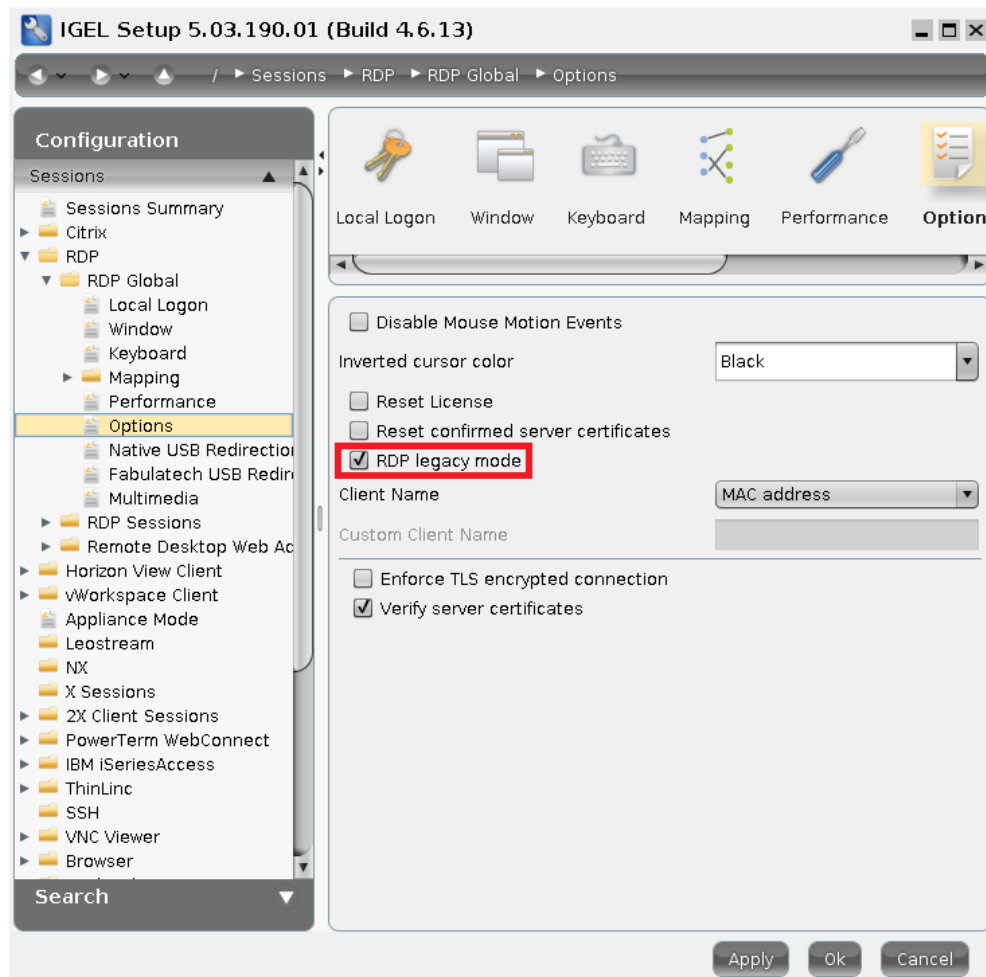 IGEL Setup 5.03.190.01 (Build 4.6.13)
/ Sessions RDP RDP Global Options
Configuration
Sessions
Sessions Summary
Citrix
RDP
RDP Global
Local Logon
Window
Keyboard
Mapping
Performance
Options
Native USB Redirection
Fabulatech USB Redir
Multimedia
RDP Sessions
Remote Desktop Web Ac
Horizon View Client
vWorkspace Client
Appliance Mode
Leostream
NX
X Sessions
2X Client Sessions
PowerTerm WebConnect
IBM iSeriesAccess
ThinLinc
SSH
VNC Viewer
Browser
Search
Local Logon Window Keyboard Mapping Performance Option
Disable Mouse Motion Events
Inverted cursor color Black
Reset License
Reset confirmed server certificates
RDP legacy mode
Client Name MAC address
Custom Client Name
Enforce TLS encrypted connection
Verify server certificates
Apply Ok Cancel